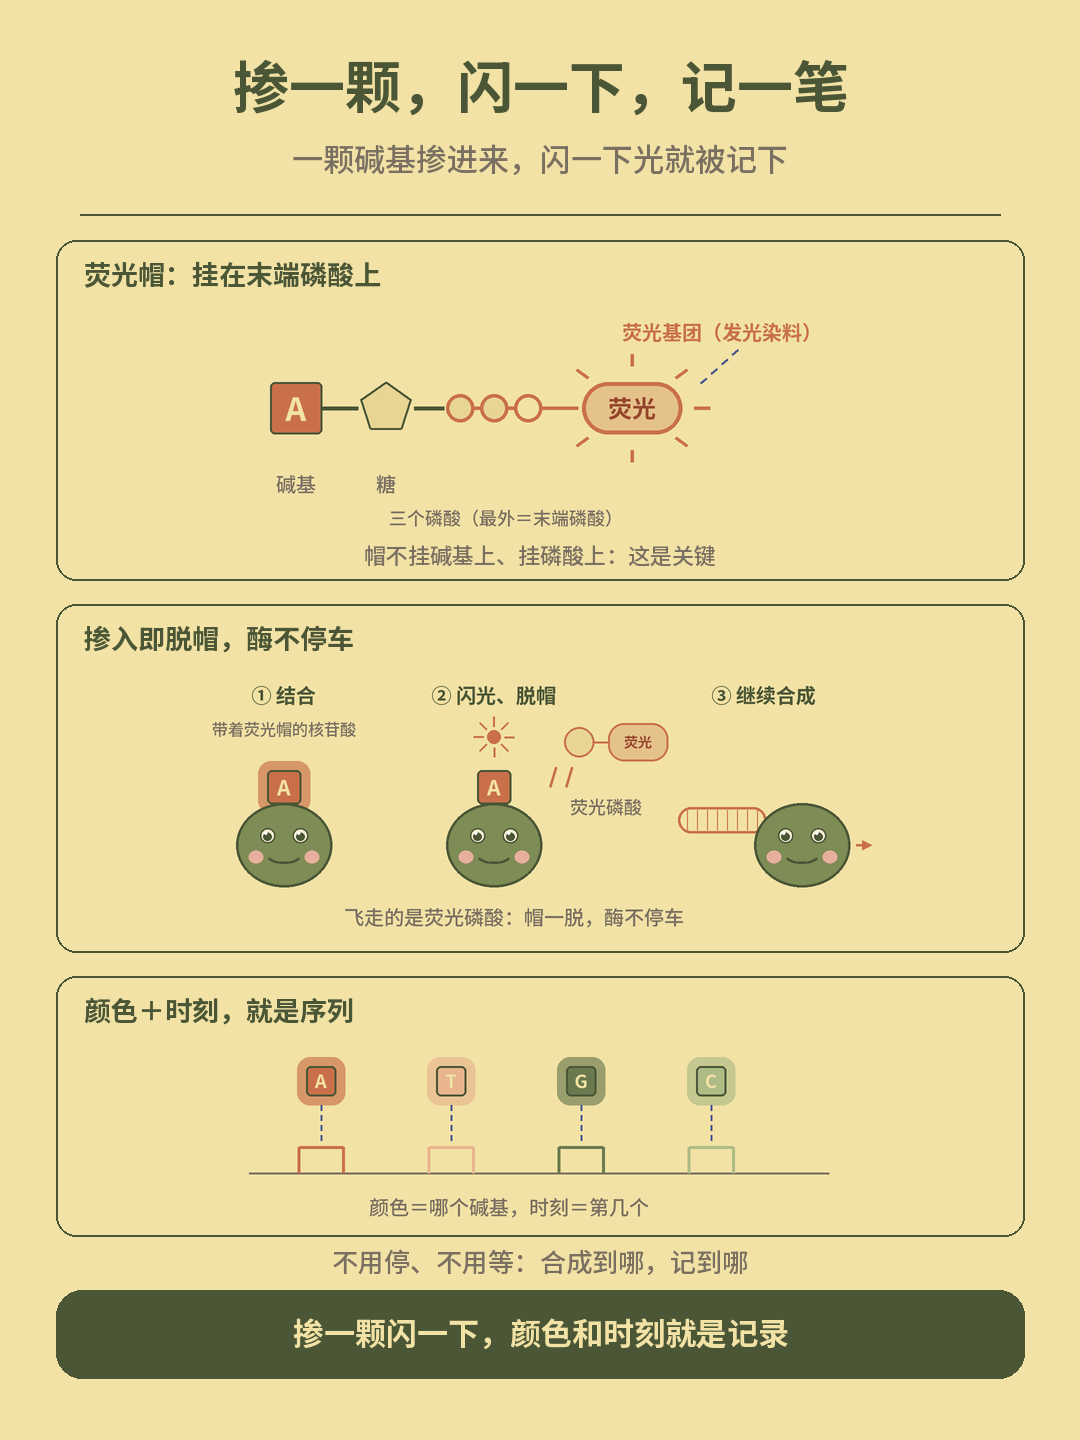 掺一颗，闪一下，记一笔
一颗碱基掺进来，闪一下光就被记下
荧光帽：挂在末端磷酸上
荧光基团（发光染料）
A
荧光
碱基
糖
三个磷酸（最外＝末端磷酸）
帽不挂碱基上、挂磷酸上：这是关键
掺入即脱帽，酶不停车
① 结合
② 闪光、脱帽
③ 继续合成
带着荧光帽的核苷酸
荧光
A
A
荧光磷酸
飞走的是荧光磷酸：帽一脱，酶不停车
颜色＋时刻，就是序列
A
T
G
C
颜色＝哪个碱基，时刻＝第几个
不用停、不用等：合成到哪，记到哪
掺一颗闪一下，颜色和时刻就是记录